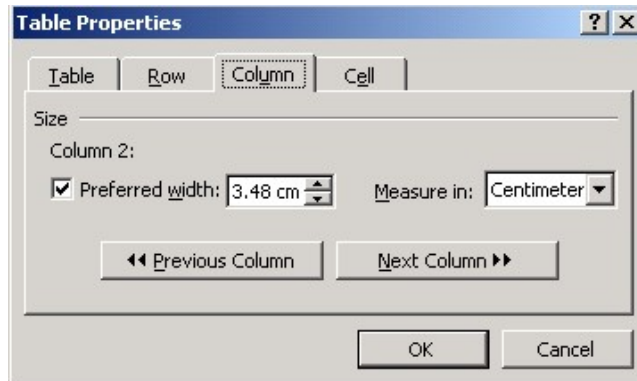 Table Properties
Table Row Column Cell
Size
Column 2:
Preferred width: 3.48 cm Measure in: Centimeter
Previous Column Next Column
OK Cancel